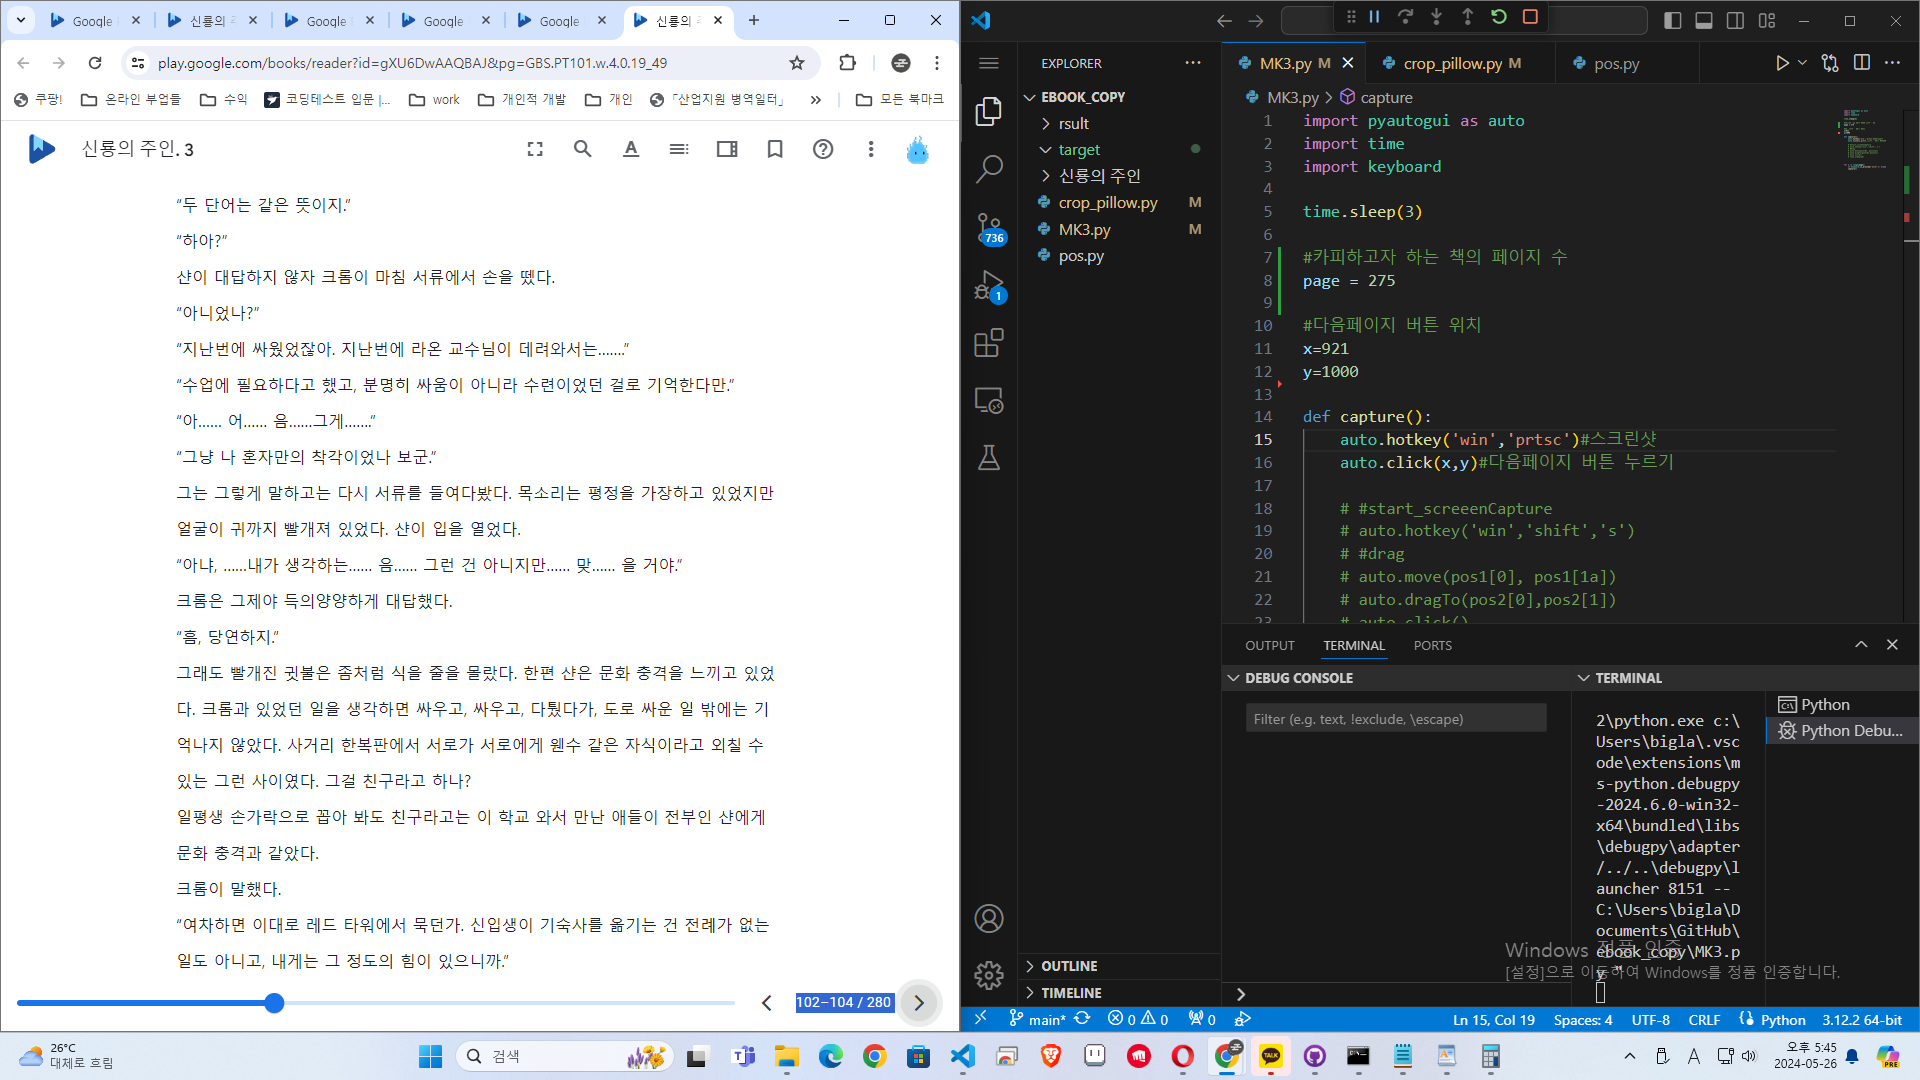 Google
신룡의 주
Google
Google
Google
신룡의 주
play.google.com/books/reader?id=gXU6DwAAQBAJ&pg=GBS.PT101.w.4.0.19_49
쿠팡!
온라인 부업들
수익
코딩테스트 입문 |...
work
개인적 개발
개인
「산업지원 병역일터」
»
모든 북마크
신룡의 주인. 3
“두 단어는 같은 뜻이지.”
“하아?”
샨이 대답하지 않자 크롬이 마침 서류에서 손을 뗐다.
“아니었나?”
“지난번에 싸웠었잖아. 지난번에 라온 교수님이 데려와서는…….”
“수업에 필요하다고 했고, 분명히 싸움이 아니라 수련이었던 걸로 기억한다만.”
“아…… 어…… 음……그게…….”
“그냥 나 혼자만의 착각이었나 보군.”
그는 그렇게 말하고는 다시 서류를 들여다봤다. 목소리는 평정을 가장하고 있었지만
얼굴이 귀까지 빨개져 있었다. 샨이 입을 열었다.
“아냐, ……내가 생각하는…… 음…… 그런 건 아니지만…… 맞…… 을 거야.”
크롬은 그제야 득의양양하게 대답했다.
“흠, 당연하지.”
그래도 빨개진 귓불은 좀처럼 식을 줄을 몰랐다. 한편 샨은 문화 충격을 느끼고 있었
다. 크롬과 있었던 일을 생각하면 싸우고, 싸우고, 다퉜다가, 도로 싸운 일 밖에는 기
억나지 않았다. 사거리 한복판에서 서로가 서로에게 웬수 같은 자식이라고 외칠 수
있는 그런 사이였다. 그걸 친구라고 하나?
일평생 손가락으로 꼽아 봐도 친구라고는 이 학교 와서 만난 애들이 전부인 샨에게
문화 충격과 같았다.
크롬이 말했다.
“여차하면 이대로 레드 타워에서 묵던가. 신입생이 기숙사를 옮기는 건 전례가 없는
일도 아니고, 내게는 그 정도의 힘이 있으니까.”
102–104 / 280
EXPLORER
EBOOK_COPY
rsult
target
신룡의 주인
crop_pillow.py M
MK3.py M
pos.py
736
1
OUTLINE
TIMELINE
MK3.py M
crop_pillow.py M
pos.py
MK3.py > capture
1 import pyautogui as auto
2 import time
3 import keyboard
4
5 time.sleep(3)
6
7 #카피하고자 하는 책의 페이지 수
8 page = 275
9
10 #다음페이지 버튼 위치
11 x=921
12 y=1000
13
14 def capture():
15 auto.hotkey('win','prtsc')#스크린샷
16 auto.click(x,y)#다음페이지 버튼 누르기
17
18 # #start_screeenCapture
19 # auto.hotkey('win','shift','s')
20 # #drag
21 # auto.move(pos1[0], pos1[1a])
22 # auto.dragTo(pos2[0],pos2[1])
23 # auto.click()
OUTPUT
TERMINAL
PORTS
DEBUG CONSOLE
Filter (e.g. text, !exclude, \escape)
TERMINAL
2\python.exe c:\
Users\bigla\.vsc
ode\extensions\m
s-python.debugpy
-2024.6.0-win32-
x64\bundled\libs
\debugpy\adapter
/../..\debugpy\l
auncher 8151 --
C:\Users\bigla\D
ocuments\GitHub\
ebook_copy\MK3.p
y "
Python
Python Debu...
Windows 정품 인증
[설정]으로 이동하여 Windows를 정품 인증합니다.
main*
0 0
0
Ln 15, Col 19
Spaces: 4
UTF-8
CRLF
Python
3.12.2 64-bit
26°C
대체로 흐림
검색
TALK
A
오후 5:45
2024-05-26
PRE